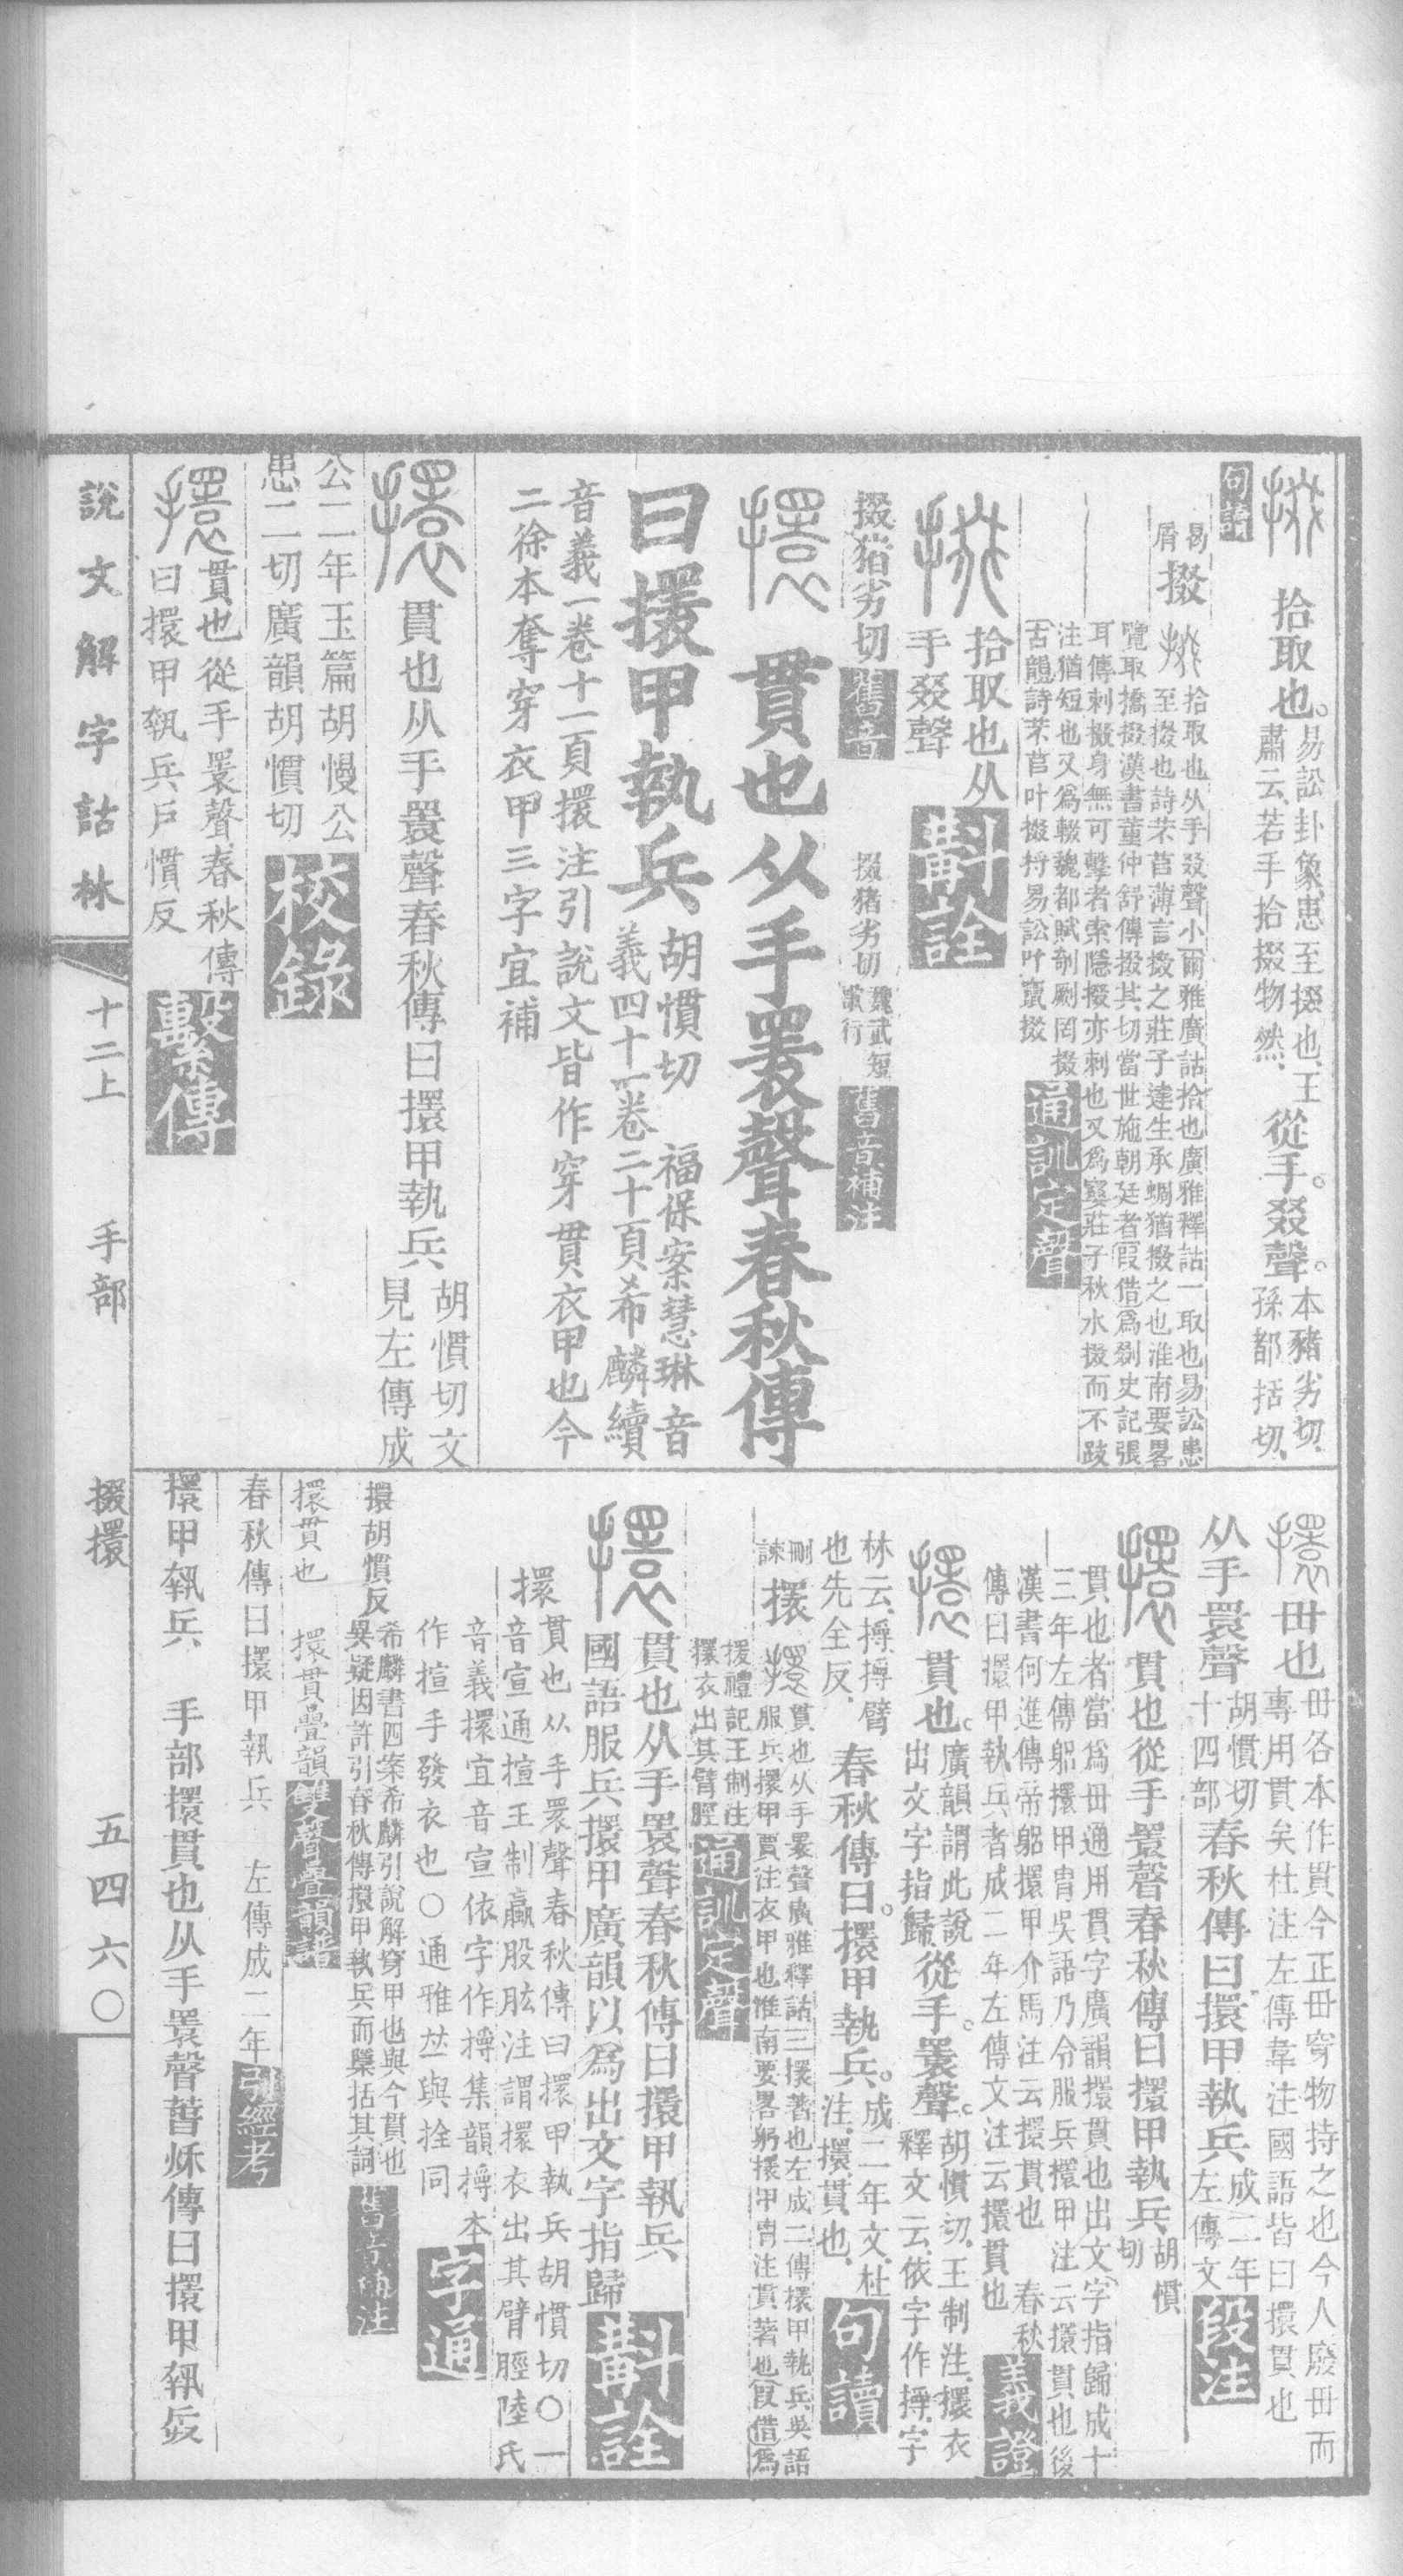 拾取也。易訟卦象患至掇也、王肅云、若手拾掇物然、從手。叕聲。本豬劣切、孫都括切、
句讀
曷屑
掇
拾取也从手叕聲小爾雅廣詁拾也廣雅釋詁一取也易訟患
至掇也詩芣苢薄言掇之莊子達生承蜩猶掇之也淮南要畧
覽取撟掇漢書董仲舒傳掇其切當世施朝廷者假借爲剟史記張
耳傳刺掇身無可擊者索隱掇亦刺也又爲窶莊子秋水掇而不跂
注猶短也又爲輟魏都賦剞劂罔掇
古韻詩芣苢叶掇捋易訟叶竄掇
通訓定聲
拾取也从手叕聲
斠詮
掇猪劣切
舊音
掇猪劣切
魏武短歌行
舊音補注
擐
貫也从手瞏聲春秋傳
曰擐甲執兵
胡慣切 福保案慧琳音
義四十一卷二十頁希麟續
音義一卷十一頁擐注引說文皆作穿貫衣甲也今
二徐本奪穿衣甲三字宜補
貫也从手瞏聲春秋傳曰擐甲執兵
胡慣切文見左傳成
公二年玉篇胡慢公
患二切廣韻胡慣切
校錄
貫也從手瞏聲春秋傳
曰擐甲執兵戶慣反
繫傳
毌也
毌各本作貫今正毌穿物持之也今人廢毌而
專用貫矣杜注左傳韋注國語皆曰擐貫也
从手瞏聲
胡慣切十四部
春秋傳曰擐甲執兵
成二年左傳文
段注
貫也從手瞏聲春秋傳曰擐甲執兵
胡慣切
貫也者當爲毌通用貫字廣韻擐貫也出文字指歸成十
三年左傳躬擐甲胄吳語乃令服兵擐甲注云擐貫也後
漢書何進傳帝躬擐甲介馬注云擐貫也 春秋
傳曰擐甲執兵者成二年左傳文注云擐貫也
義證
貫也。廣韻謂此說出文字指歸、從手。瞏聲。胡慣切、王制注、擐衣
釋文云、依字作揎、字
林云、揎、揎臂
也先全反、
春秋傳曰。擐甲執兵。成二年文、杜注、擐、貫也、
句讀
刪諫
擐
貫也从手瞏聲廣雅釋詁三擐著也左成二傳擐甲執兵吳語
服兵擐甲賈注衣甲也淮南要畧躬擐甲胄注貫著也假借爲
援禮記王制注
擐衣出其臂脛
通訓定聲
貫也从手瞏聲春秋傳曰擐甲執兵
國語服兵擐甲廣韻以爲出文字指歸
斠詮
擐
貫也从手瞏聲春秋傳曰擐甲執兵胡慣切○一
音宣通揎王制贏股肱注謂擐衣出其臂脛陸氏
音義擐宜音宣依字作揎集韻揎本
作揎手發衣也○通雅𠀤與拴同
字通
擐胡慣反
希麟書四案希麟引說解穿甲也與今貫也
異疑因許引春秋傳擐甲執兵而櫽括其詞
舊音補注
擐貫也 擐貫疊韻
雙聲疊韻譜
春秋傳曰擐甲執兵 左傳成二年
引經考
擐甲執兵 手部擐貫也从手瞏聲萅秌傳曰擐甲執兵
說文解字詁林
十二上 手部 掇擐 五四六〇